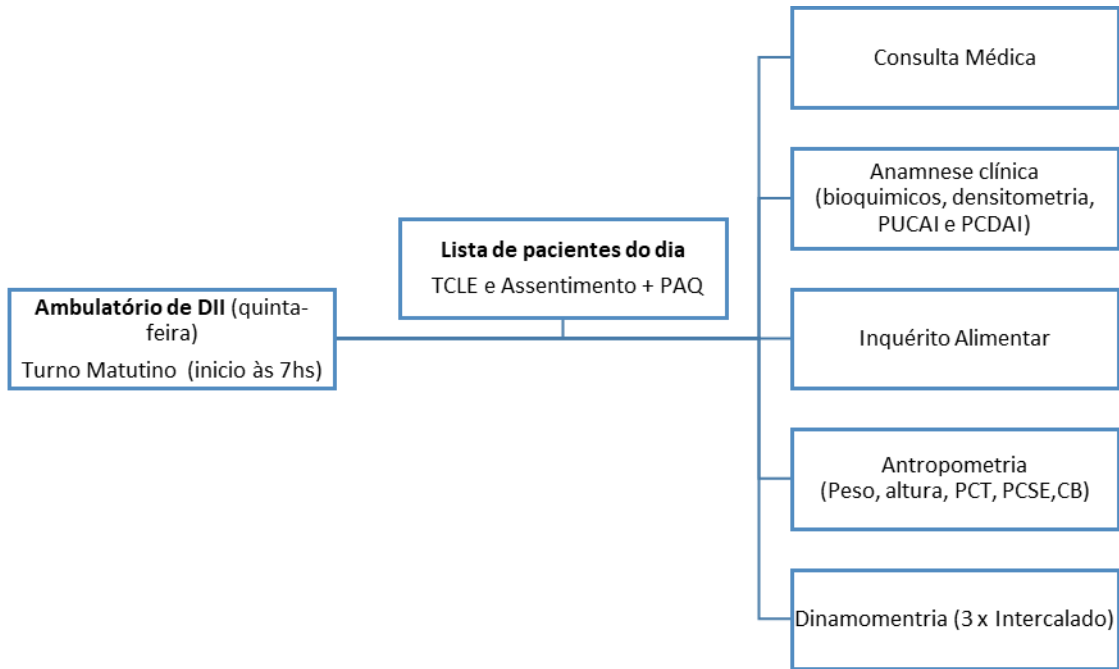 Ambulatório de DII (quinta-
feira)
Turno Matutino (inicio às 7hs)
Lista de pacientes do dia
TCLE e Assentimento + PAQ
Consulta Médica
Anamnese clínica
(bioquimicos, densitometria,
PUCAI e PCDAI)
Inquérito Alimentar
Antropometria
(Peso, altura, PCT, PCSE,CB)
Dinamomentria (3 x Intercalado)